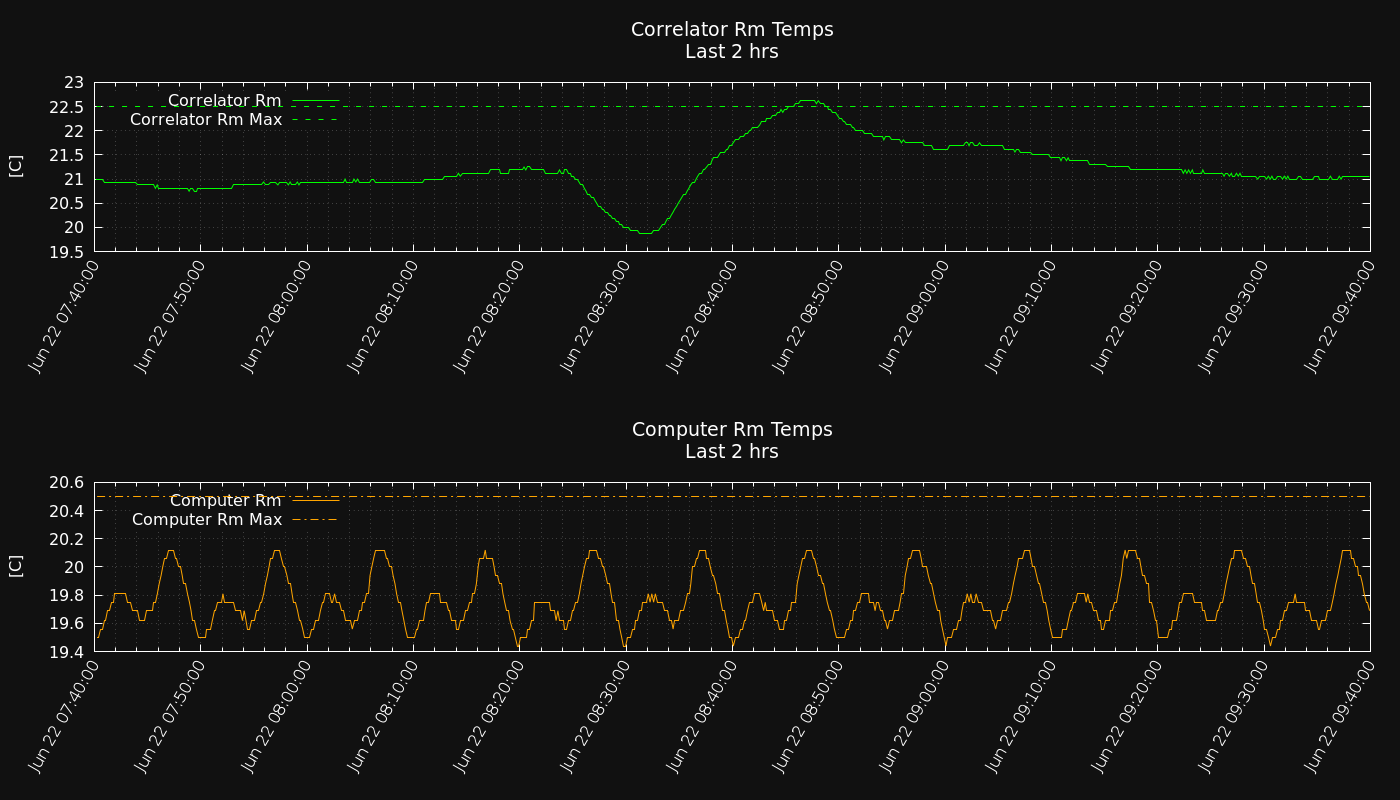 Correlator Rm Temps
Last 2 hrs
23
22.5
22
21.5
21
20.5
20
19.5
[C]
Correlator Rm
Correlator Rm Max
Jun 22 07:40:00
Jun 22 07:50:00
Jun 22 08:00:00
Jun 22 08:10:00
Jun 22 08:20:00
Jun 22 08:30:00
Jun 22 08:40:00
Jun 22 08:50:00
Jun 22 09:00:00
Jun 22 09:10:00
Jun 22 09:20:00
Jun 22 09:30:00
Jun 22 09:40:00
Computer Rm Temps
Last 2 hrs
20.6
20.4
20.2
20
19.8
19.6
19.4
[C]
Computer Rm
Computer Rm Max
Jun 22 07:40:00
Jun 22 07:50:00
Jun 22 08:00:00
Jun 22 08:10:00
Jun 22 08:20:00
Jun 22 08:30:00
Jun 22 08:40:00
Jun 22 08:50:00
Jun 22 09:00:00
Jun 22 09:10:00
Jun 22 09:20:00
Jun 22 09:30:00
Jun 22 09:40:00